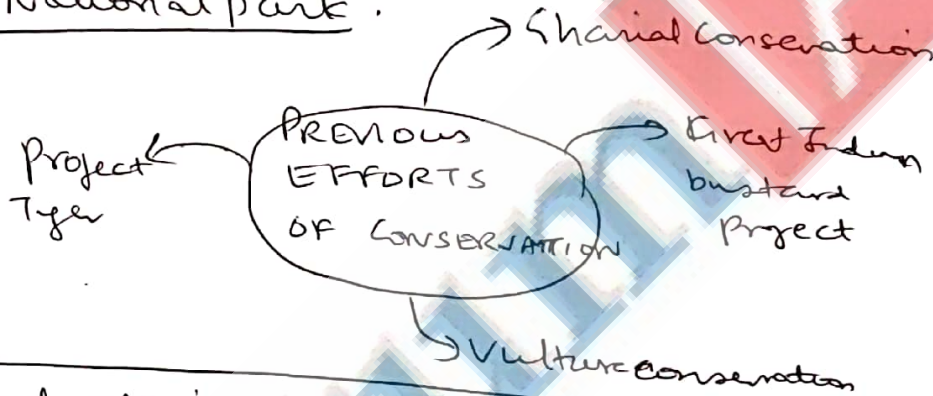 National Park.
Gharial Conservation
PREVIOUS
EFFORTS
OF CONSERVATION
Project
Tiger
Great Indian
bustard
Project
Vulture conservation